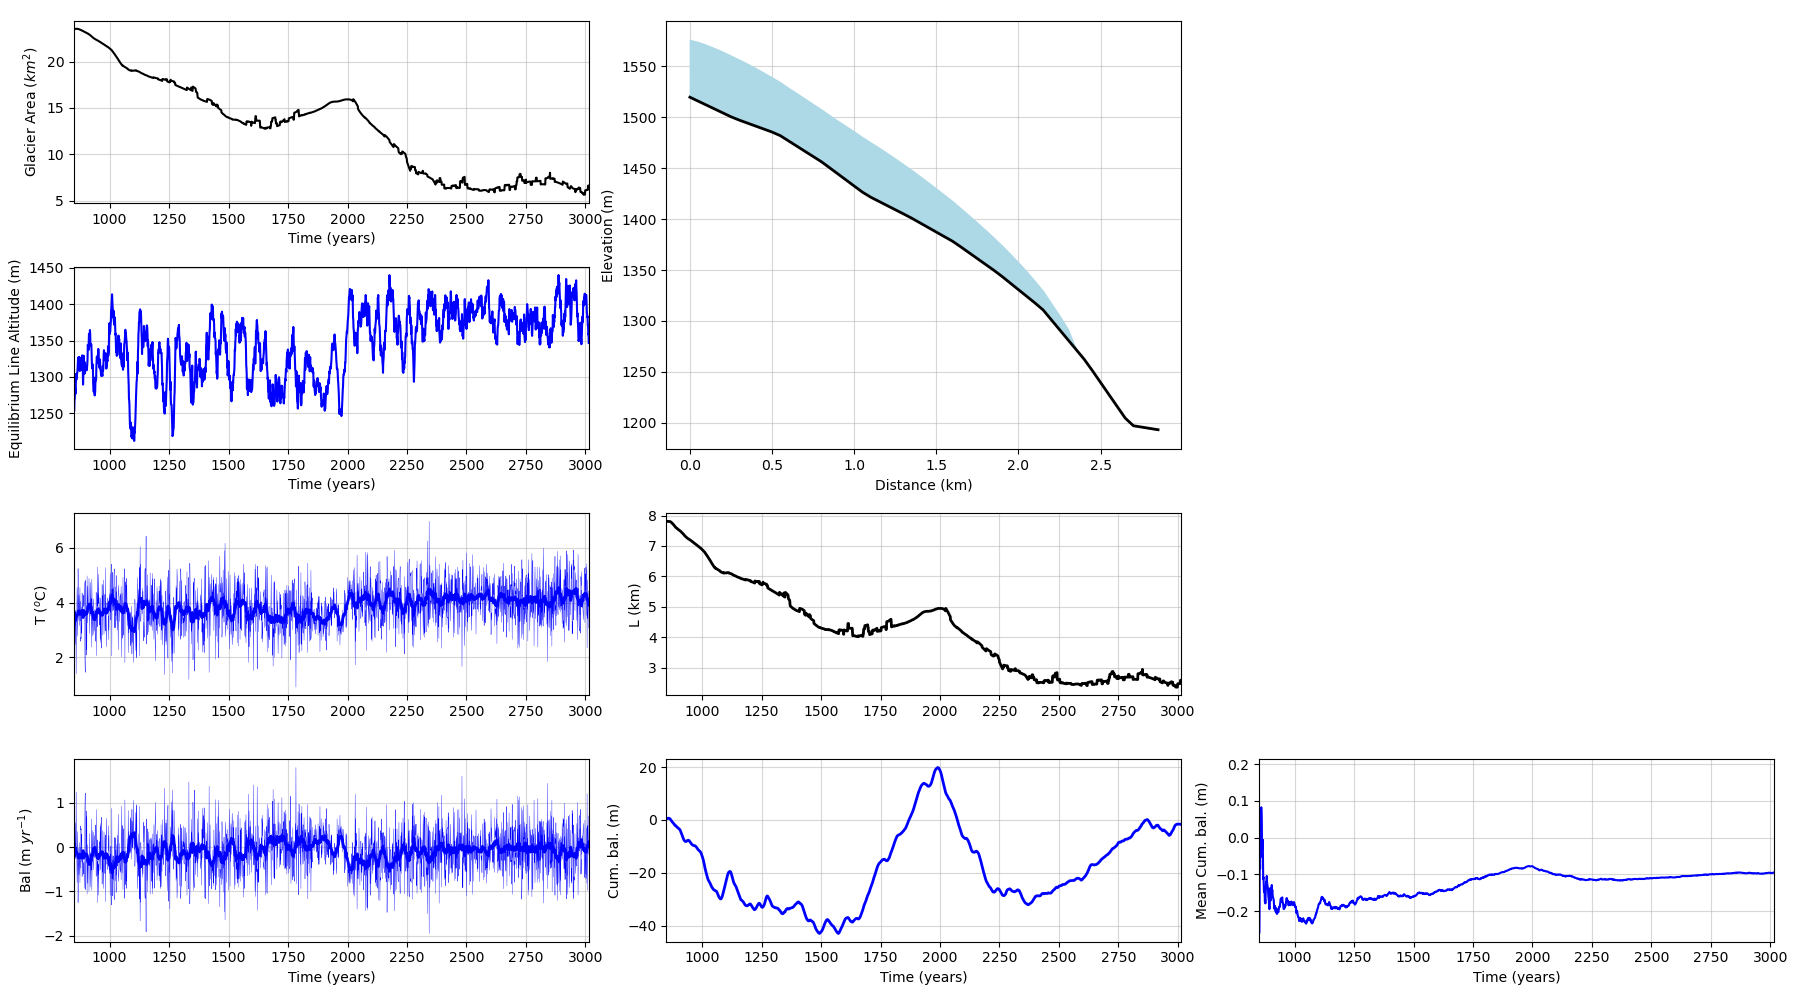 Glacier Area (km²)
20
15
10
5
1000 1250 1500 1750 2000 2250 2500 2750 3000
Time (years)
Elevation (m)
1550
1500
1450
1400
1350
1300
1250
1200
0.0 0.5 1.0 1.5 2.0 2.5
Distance (km)
Equilibrium Line Altitude (m)
1450
1400
1350
1300
1250
1000 1250 1500 1750 2000 2250 2500 2750 3000
Time (years)
T (°C)
6
4
2
1000 1250 1500 1750 2000 2250 2500 2750 3000
L (km)
8
7
6
5
4
3
1000 1250 1500 1750 2000 2250 2500 2750 3000
Bal (m yr⁻¹)
1
0
−1
−2
1000 1250 1500 1750 2000 2250 2500 2750 3000
Time (years)
Cum. bal. (m)
20
0
−20
−40
1000 1250 1500 1750 2000 2250 2500 2750 3000
Time (years)
Mean Cum. bal. (m)
0.2
0.1
0.0
−0.1
−0.2
1000 1250 1500 1750 2000 2250 2500 2750 3000
Time (years)